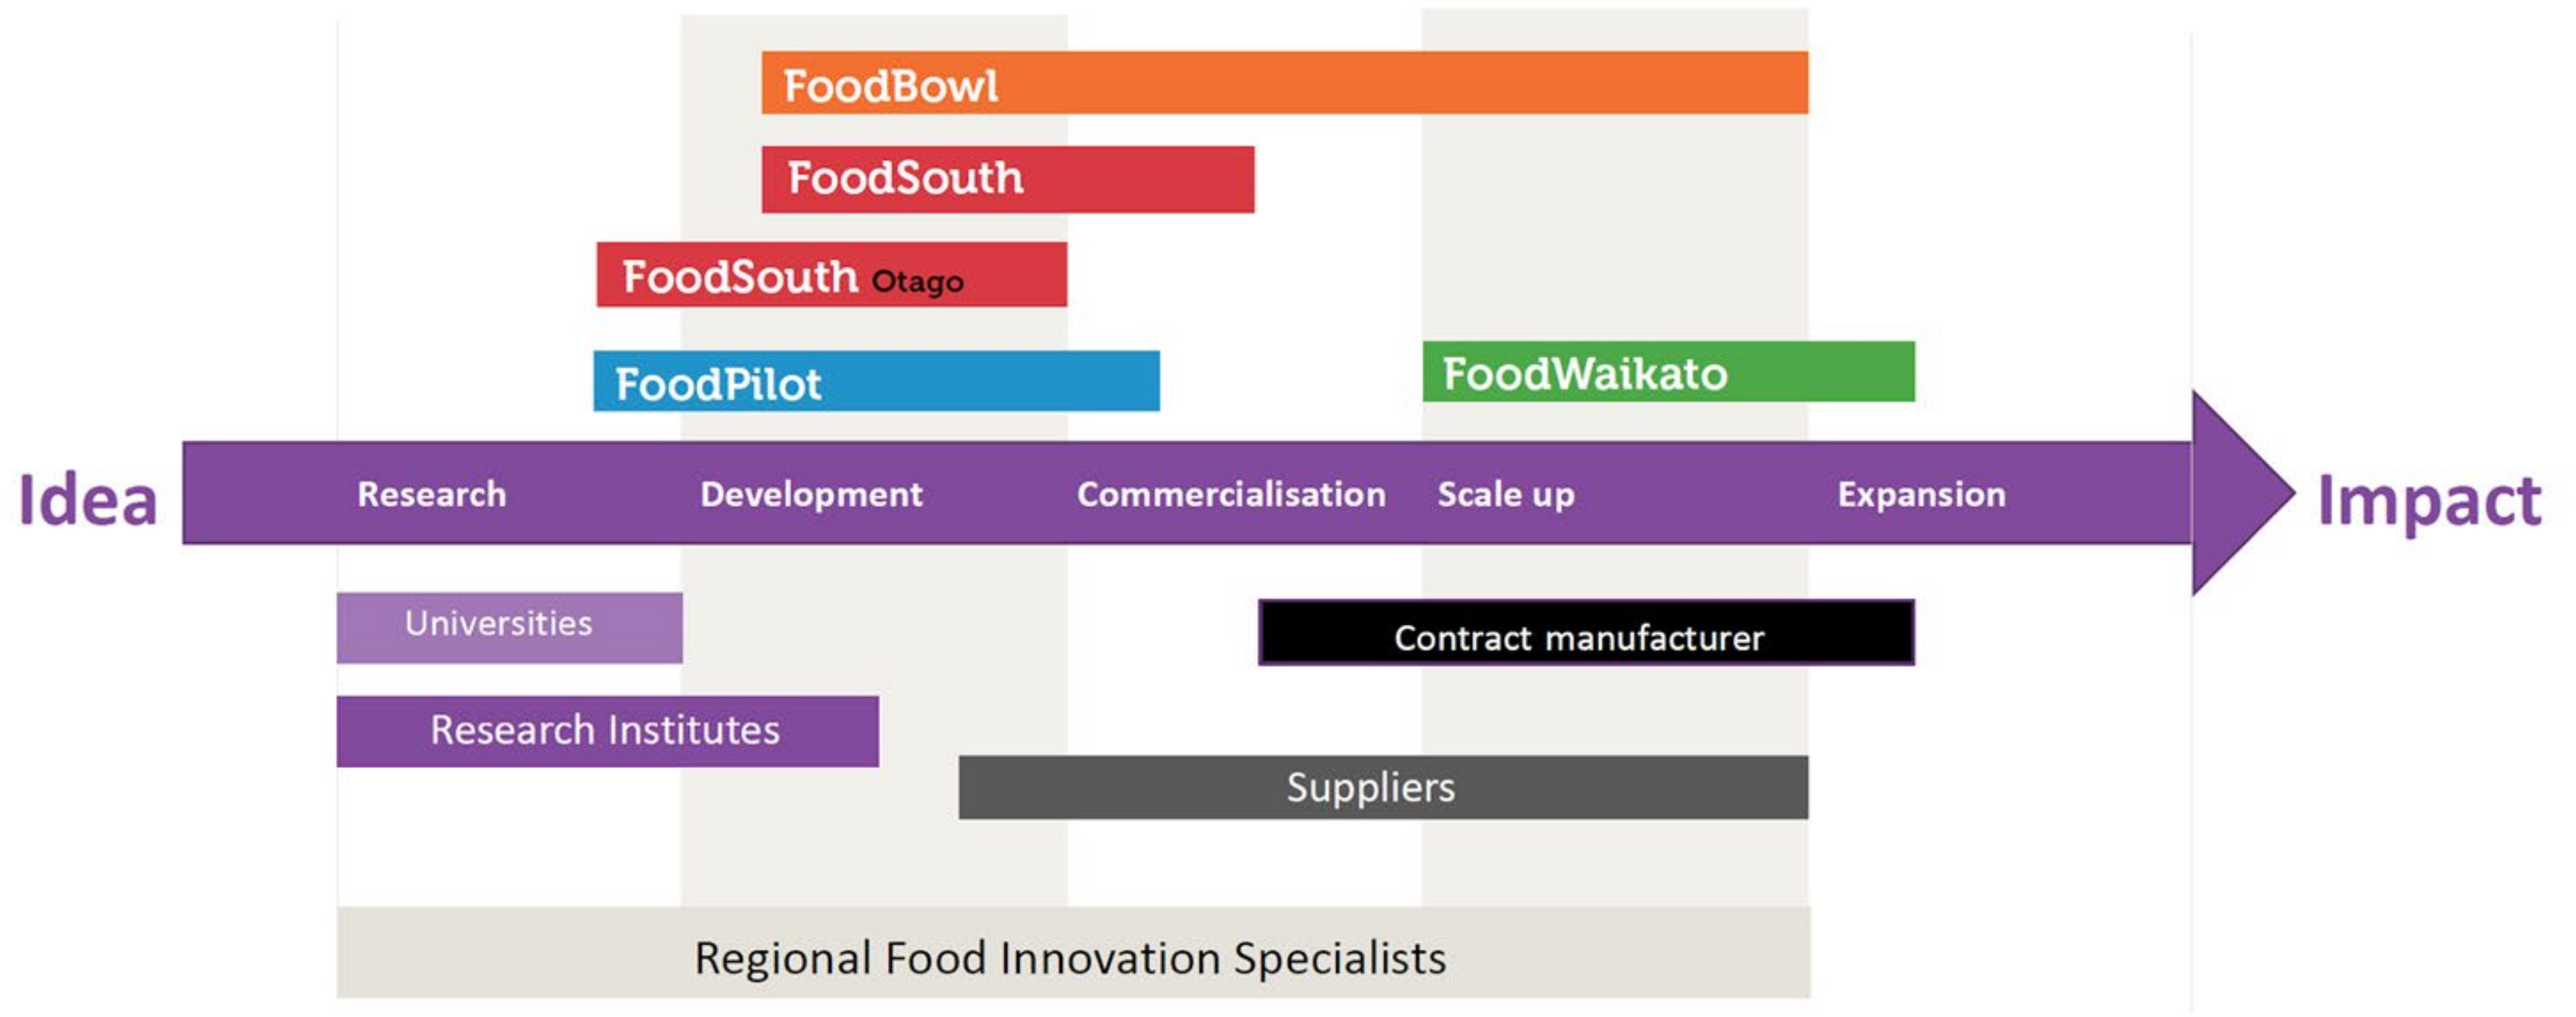 FoodBowl
FoodSouth
FoodSouth Otago
FoodPilot
FoodWaikato
Idea
Research
Development
Commercialisation
Scale up
Expansion
Impact
Universities
Contract manufacturer
Research Institutes
Suppliers
Regional Food Innovation Specialists